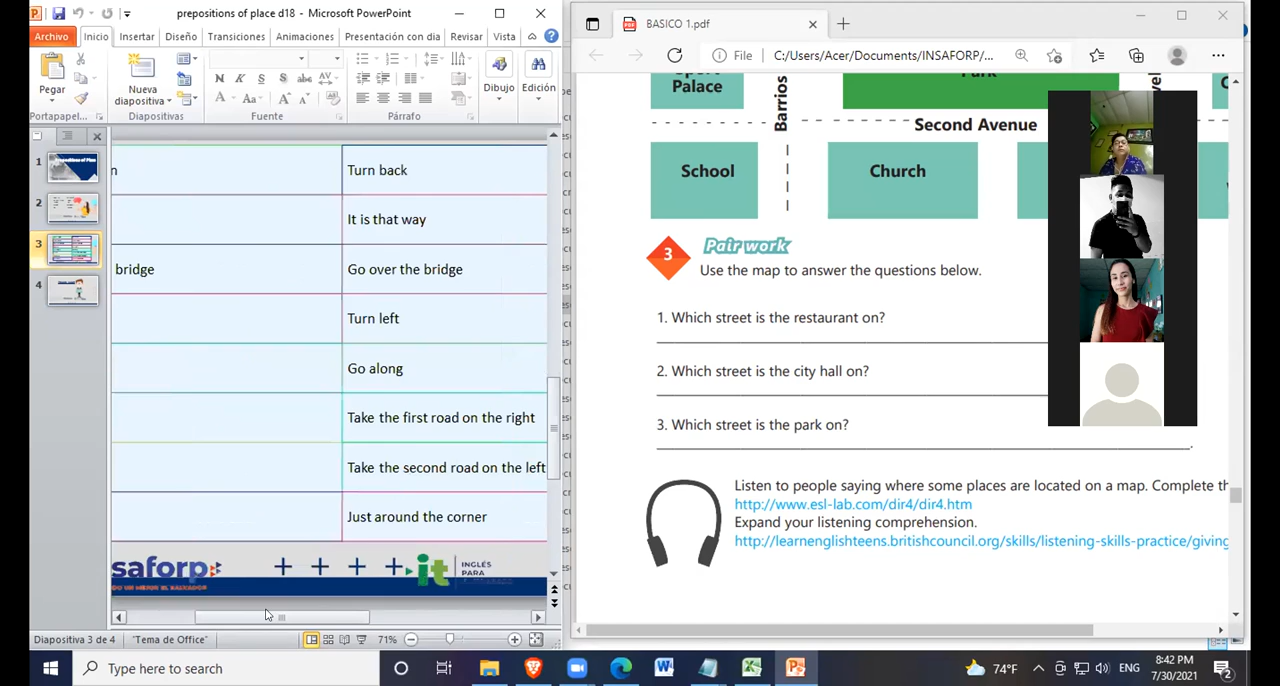 prepositions of place d18 - Microsoft PowerPoint
Archivo Inicio Insertar Diseño Transiciones Animaciones Presentación con dia Revisar Vista
Pegar
Nueva
diapositiva
Dibujo
Edición
Portapapel...
Diapositivas
Fuente
Párrafo
1
2
3
4
n
Turn back
It is that way
bridge
Go over the bridge
Turn left
Go along
Take the first road on the right
Take the second road on the left
Just around the corner
saforp
it
INGLÉS
PARA
Diapositiva 3 de 4
"Tema de Office"
71%
BASICO 1.pdf
File
C:/Users/Acer/Documents/INSAFORP/...
Palace
Barrios
Park
Second Avenue
School
Church
3
Pair work
Use the map to answer the questions below.
1. Which street is the restaurant on?
2. Which street is the city hall on?
3. Which street is the park on?
Listen to people saying where some places are located on a map. Complete th
http://www.esl-lab.com/dir4/dir4.htm
Expand your listening comprehension.
http://learnenglishteens.britishcouncil.org/skills/listening-skills-practice/giving
Type here to search
74°F
ENG
8:42 PM
7/30/2021
2